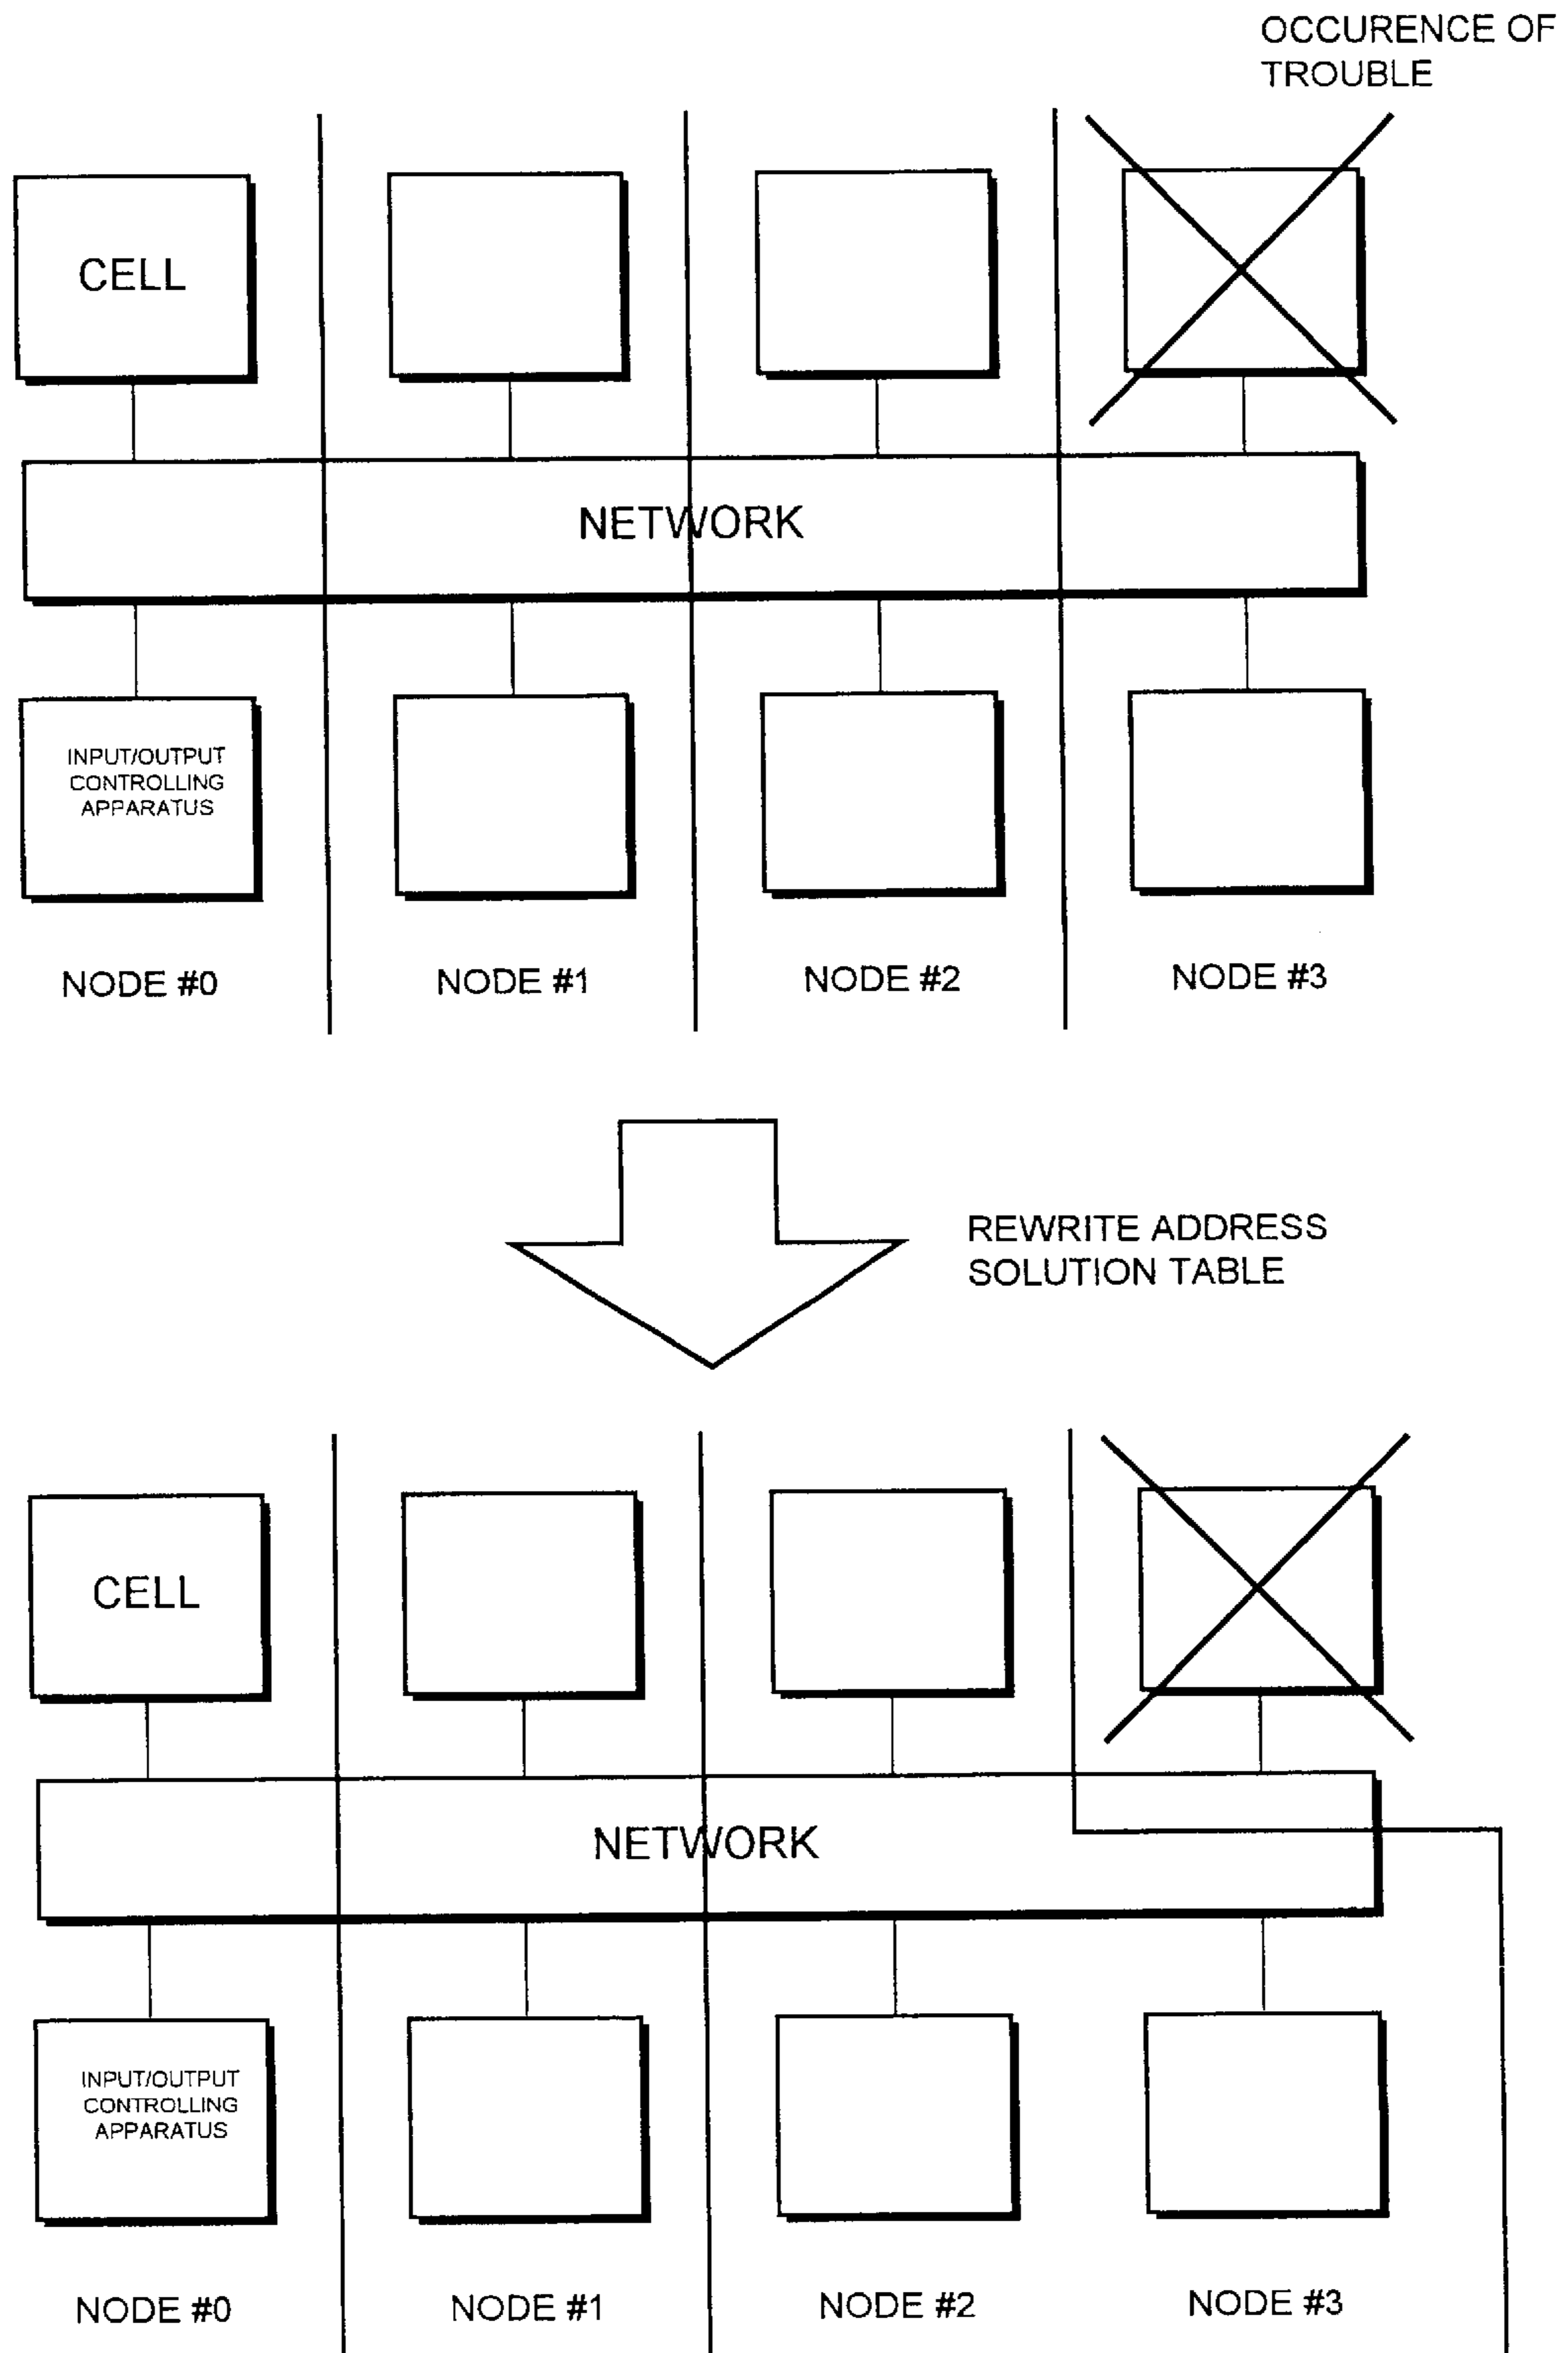 OCCURENCE OF
TROUBLE
CELL
NETWORK
INPUT/OUTPUT
CONTROLLING
APPARATUS
NODE #0
NODE #1
NODE #2
NODE #3
REWRITE ADDRESS
SOLUTION TABLE
CELL
NETWORK
INPUT/OUTPUT
CONTROLLING
APPARATUS
NODE #0
NODE #1
NODE #2
NODE #3